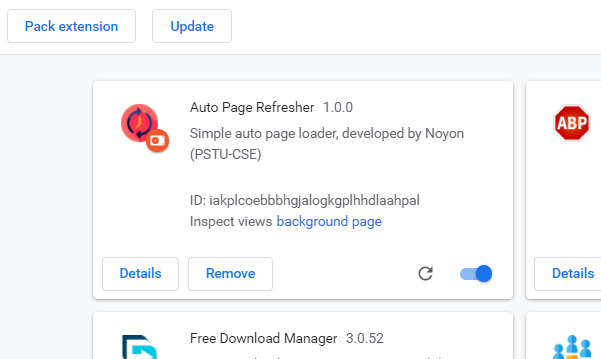 Pack extension
Update
Auto Page Refresher 1.0.0
Simple auto page loader, developed by Noyon
(PSTU-CSE)
ID: iakplcoebbbhgjalogkgplhhdlaahpal
Inspect views background page
Details
Remove
ABP
Details
Free Download Manager 3.0.52